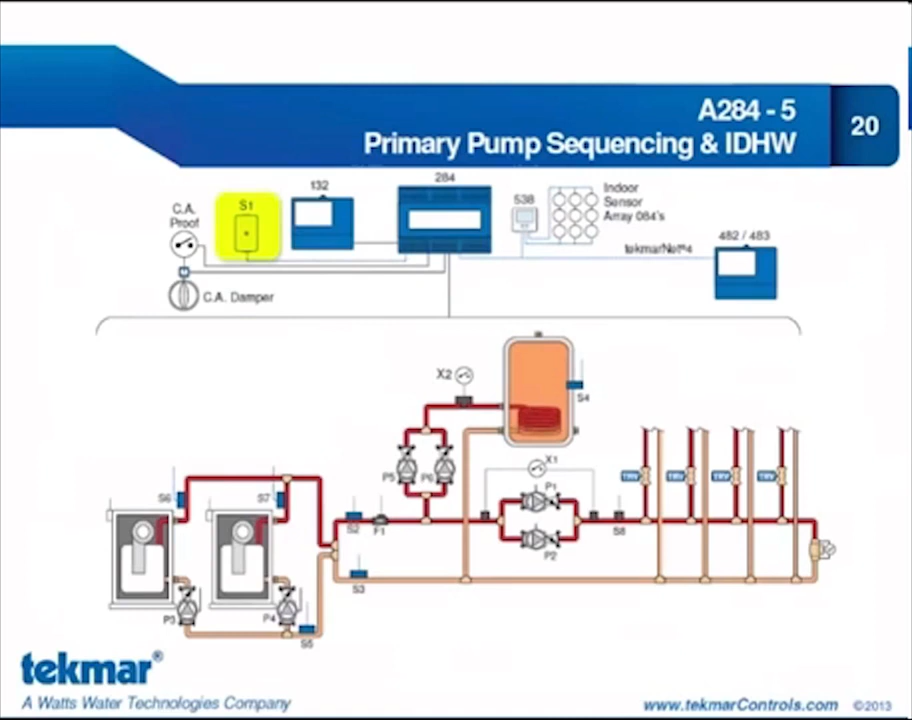 A284 - 5
Primary Pump Sequencing & IDHW
20
284
132
S1
C.A.
Proof
538
Indoor
Sensor
Array 084's
tekmarNet®4
482 / 483
C.A. Damper
X2
S4
P5
P6
X1
TRV
TRV
TRV
TRV
S6
S7
P1
S2
F1
S8
P2
S3
P3
P4
S5
tekmar®
A Watts Water Technologies Company
www.tekmarControls.com
©2013